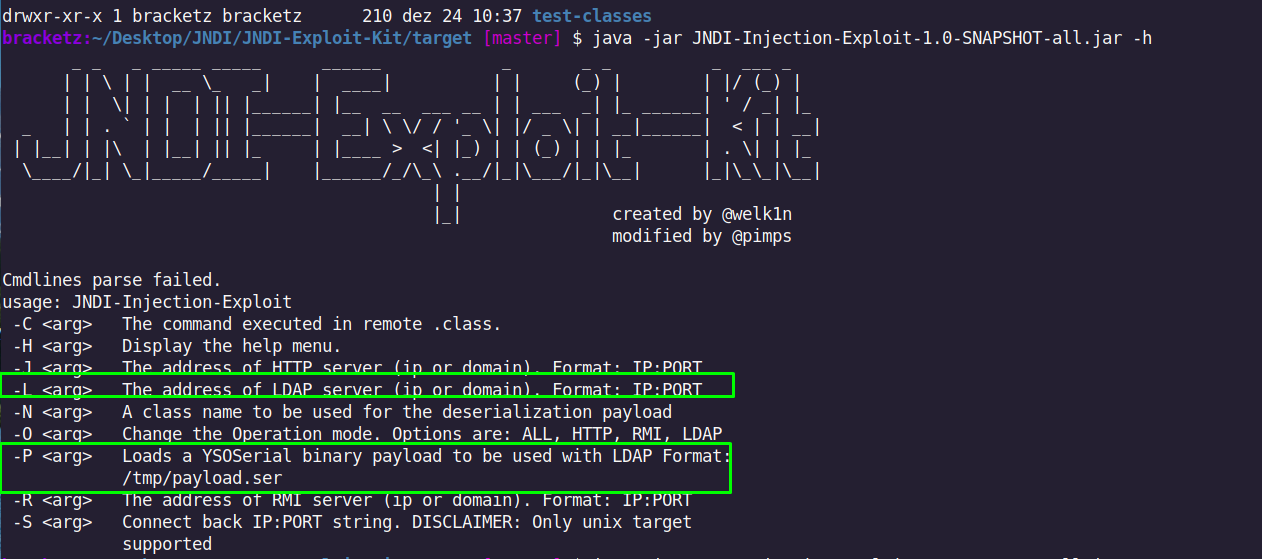 drwxr-xr-x 1 bracketz bracketz      210 dez 24 10:37 test-classes
bracketz:~/Desktop/JNDI/JNDI-Exploit-Kit/target [master] $ java -jar JNDI-Injection-Exploit-1.0-SNAPSHOT-all.jar -h
JNDI-Exploit-Kit
created by @welk1n
modified by @pimps
Cmdlines parse failed.
usage: JNDI-Injection-Exploit
 -C <arg>   The command executed in remote .class.
 -H <arg>   Display the help menu.
 -J <arg>   The address of HTTP server (ip or domain). Format: IP:PORT
 -L <arg>   The address of LDAP server (ip or domain). Format: IP:PORT
 -N <arg>   A class name to be used for the deserialization payload
 -O <arg>   Change the Operation mode. Options are: ALL, HTTP, RMI, LDAP
 -P <arg>   Loads a YSOSerial binary payload to be used with LDAP Format:
            /tmp/payload.ser
 -R <arg>   The address of RMI server (ip or domain). Format: IP:PORT
 -S <arg>   Connect back IP:PORT string. DISCLAIMER: Only unix target
            supported